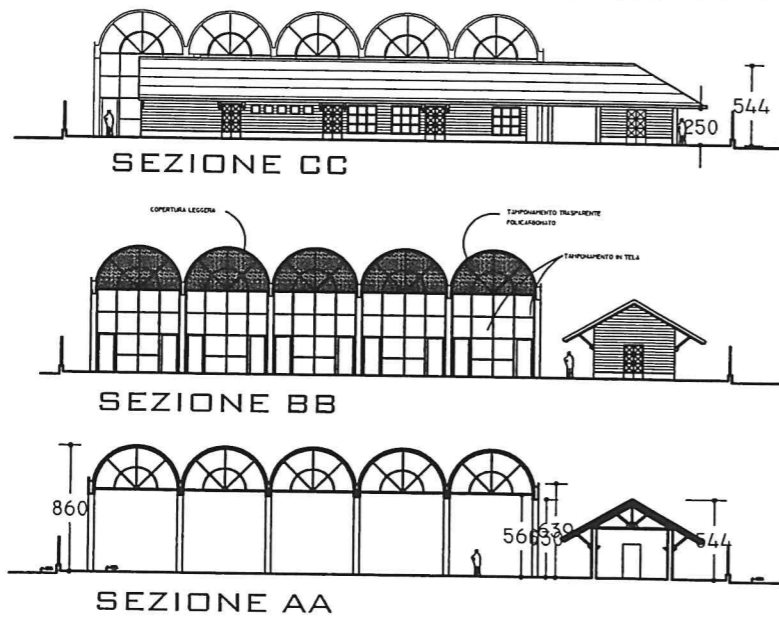 544
250
SEZIONE CC
COPERTURA LEGGERA
TAMPONAMENTO TRASPARENTE
POLICARBONATO
TAMPONAMENTO IN TELA
SEZIONE BB
860
544
SEZIONE AA